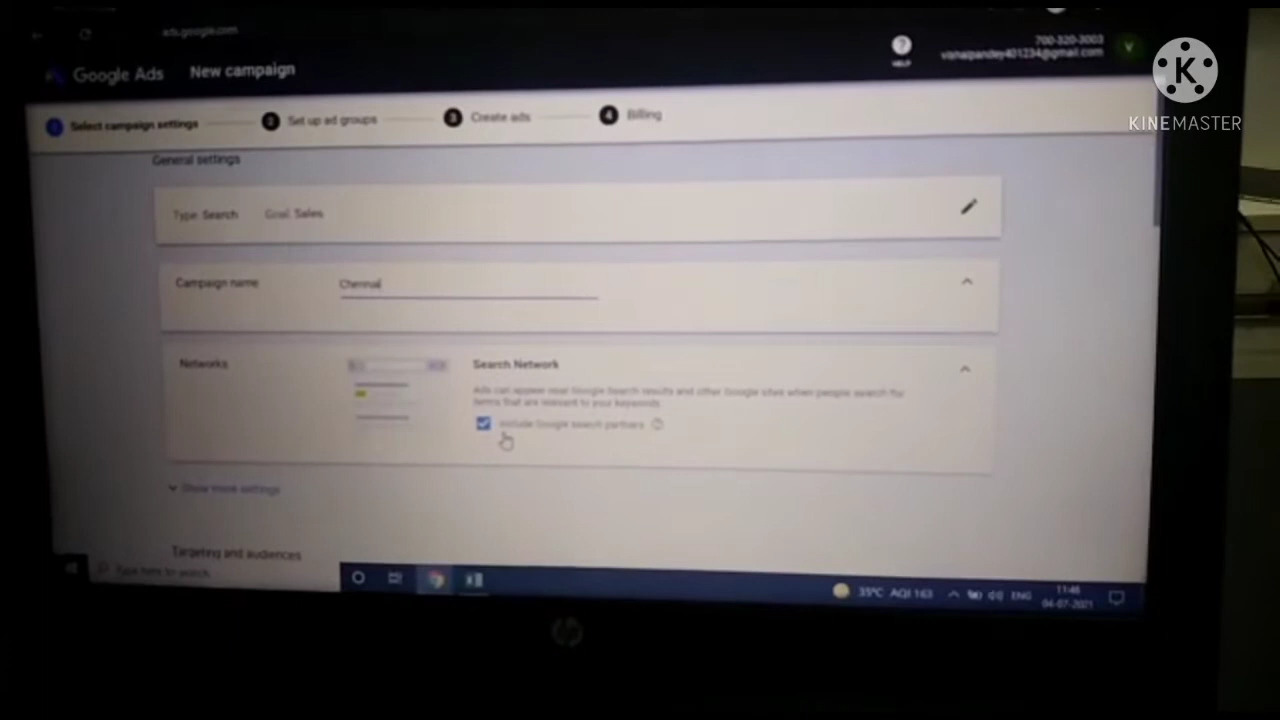 ads.google.com
Google Ads
New campaign
HELP
700-320-3003
vishalpandey401234@gmail.com
V
K
KINEMASTER
1 Select campaign settings
2 Set up ad groups
3 Create ads
4 Billing
General settings
Type: Search Goal: Sales
Campaign name
Chennai
Networks
Search Network
Ads can appear near Google Search results and other Google sites when people search for
terms that are relevant to your keywords
Include Google search partners
Show more settings
Targeting and audiences
Type here to search
35°C AQI 163
ENG
11:46
04-07-2021
hp